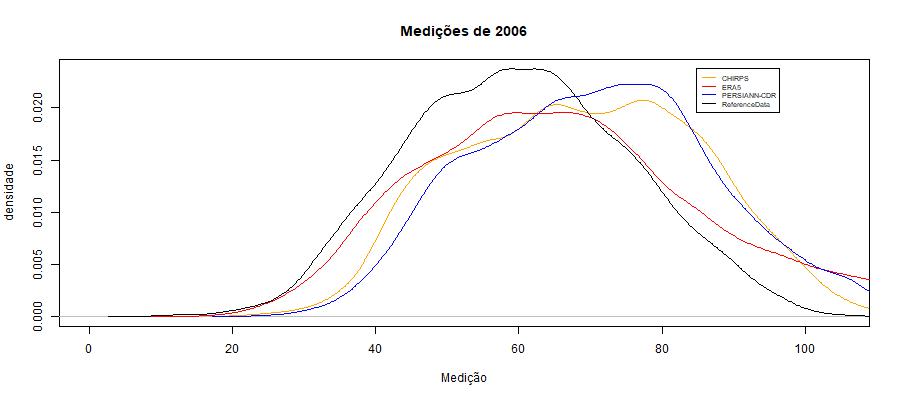 Medições de 2006
densidade
0.020
0.015
0.010
0.005
0.000
CHIRPS
ERA5
PERSIANN-CDR
ReferenceData
0 20 40 60 80 100
Medição